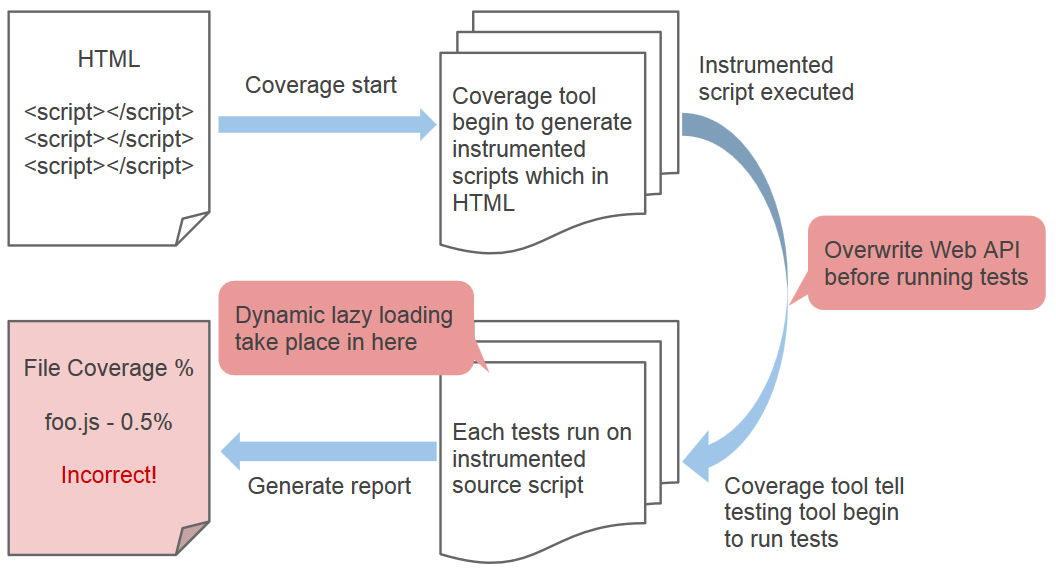 HTML
<script></script>
<script></script>
<script></script>
Coverage start
Coverage tool
begin to generate
instrumented
scripts which in
HTML
Instrumented
script executed
Overwrite Web API
before running tests
Coverage tool tell
testing tool begin
to run tests
Dynamic lazy loading
take place in here
Each tests run on
instrumented
source script
Generate report
File Coverage %
foo.js - 0.5%
Incorrect!